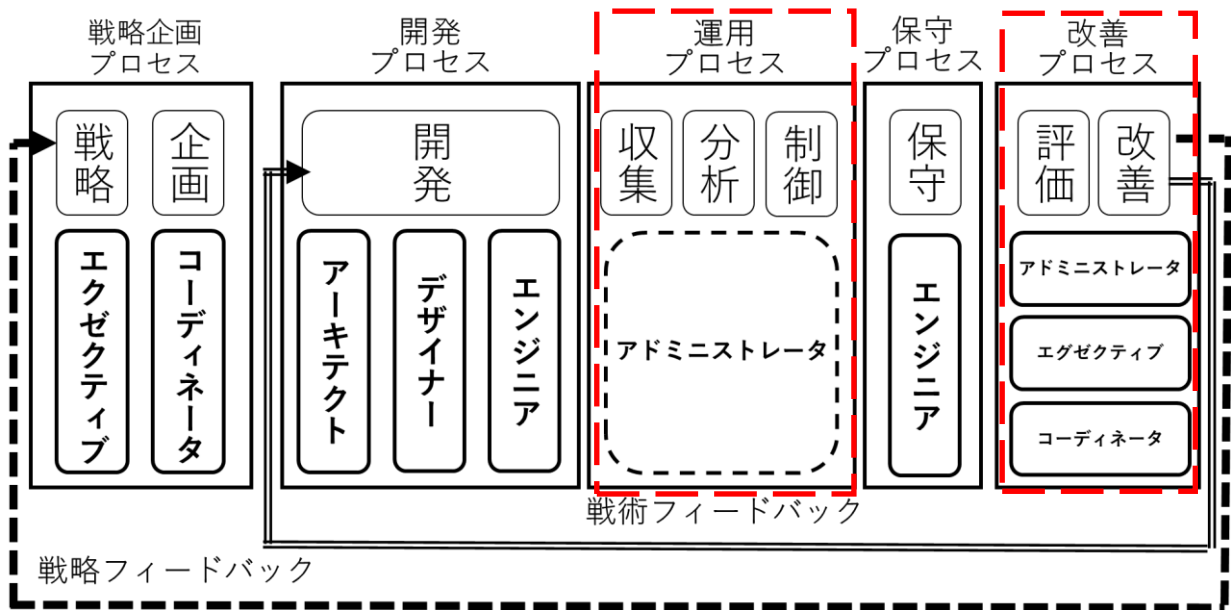 戦略企画
プロセス
開発
プロセス
運用
プロセス
保守
プロセス
改善
プロセス
戦略
企画
開発
収集
分析
制御
保守
評価
改善
エクゼクティブ
コーディネータ
アーキテクト
デザイナー
エンジニア
アドミニストレータ
エンジニア
アドミニストレータ
エグゼクティブ
コーディネータ
戦術フィードバック
戦略フィードバック